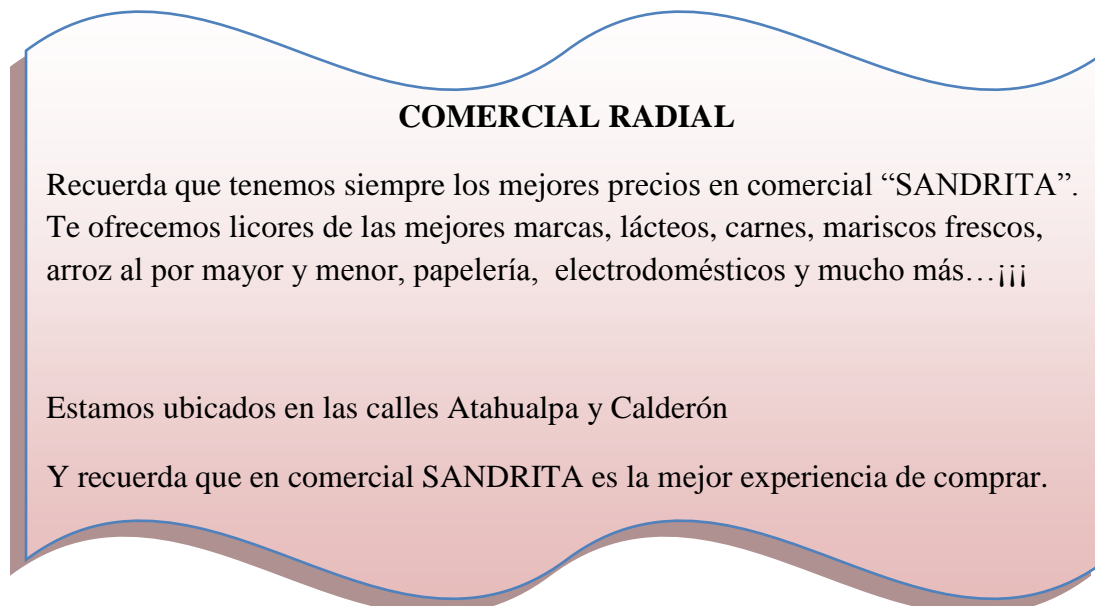 COMERCIAL RADIAL
Recuerda que tenemos siempre los mejores precios en comercial “SANDRITA”.
Te ofrecemos licores de las mejores marcas, lácteos, carnes, mariscos frescos,
arroz al por mayor y menor, papelería,  electrodomésticos y mucho más…¡¡¡
Estamos ubicados en las calles Atahualpa y Calderón
Y recuerda que en comercial SANDRITA es la mejor experiencia de comprar.